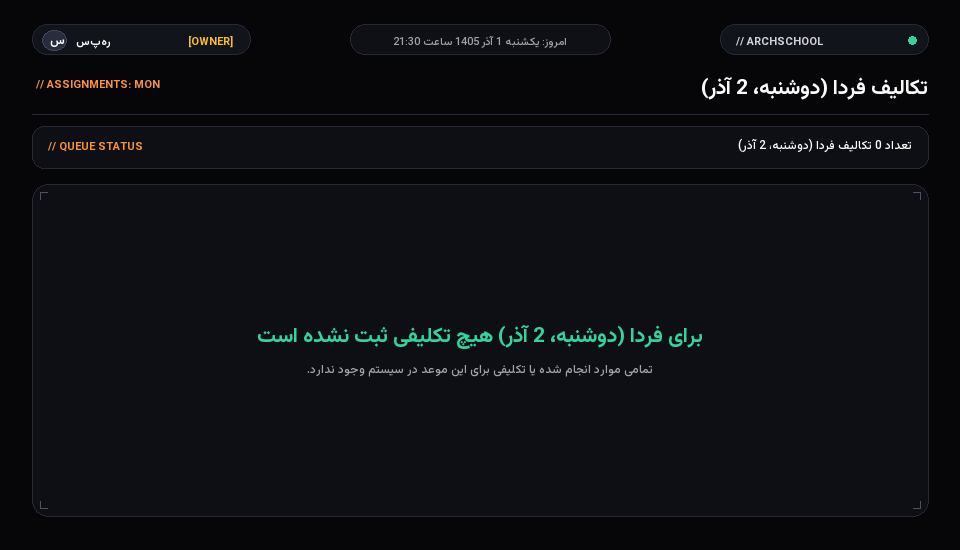 // ARCHSCHOOL
امروز: یکشنبه 1 آذر 1405 ساعت 21:30
[OWNER]
ره‌پ‌س
س
تکالیف فردا (دوشنبه، 2 آذر)
// ASSIGNMENTS: MON
تعداد 0 تکالیف فردا (دوشنبه، 2 آذر)
// QUEUE STATUS
برای فردا (دوشنبه، 2 آذر) هیچ تکلیفی ثبت نشده است
تمامی موارد انجام شده یا تکلیفی برای این موعد در سیستم وجود ندارد.